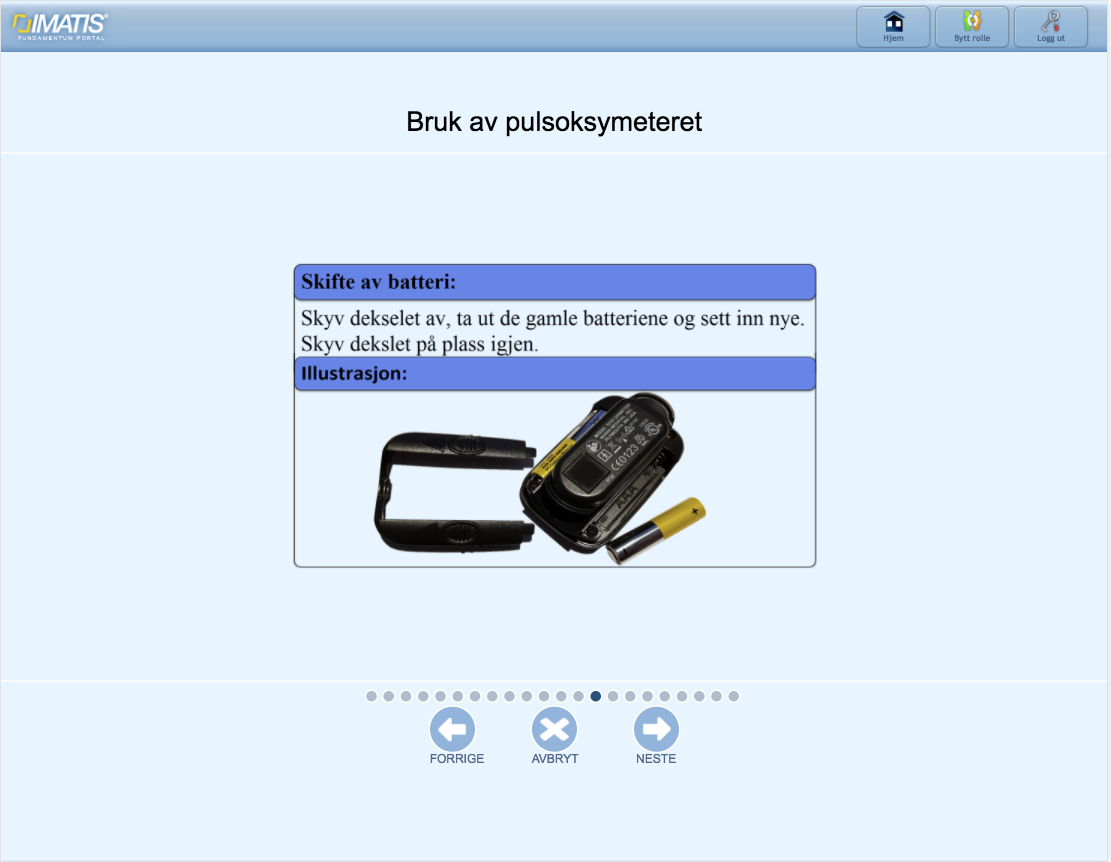 IMATIS
FUNDAMENTUM PORTAL
Hjem
Bytt rolle
Logg ut
Bruk av pulsoksymeteret
Skifte av batteri:
Skyv dekselet av, ta ut de gamle batteriene og sett inn nye.
Skyv dekslet på plass igjen.
Illustrasjon:
CE0123
AAA
+
FORRIGE
AVBRYT
NESTE